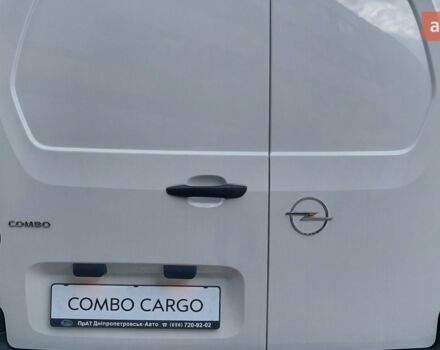 a
COMBO
COMBO CARGO
ПрАТ Дніпропетровськ-Авто ☎ (056) 720-92-02